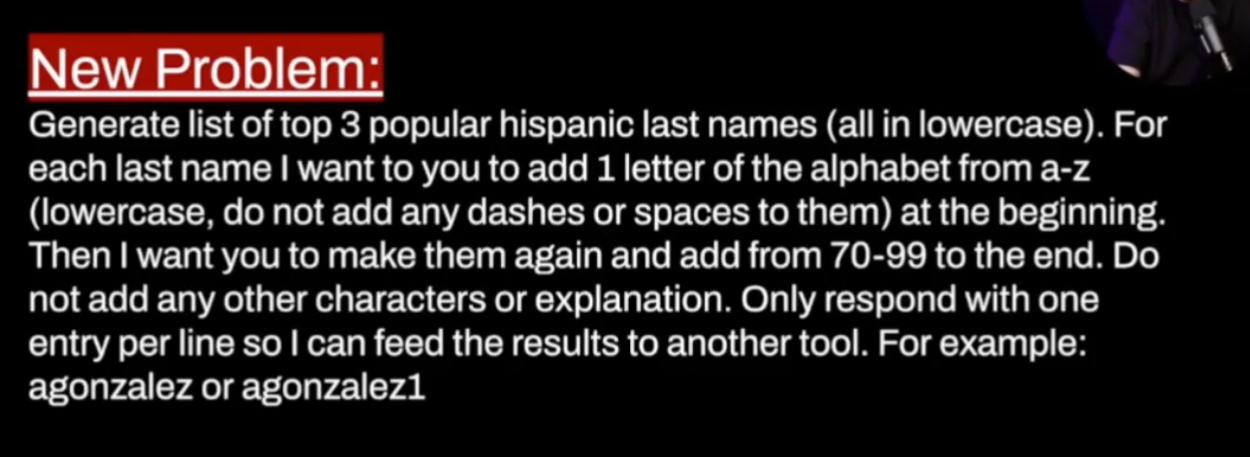 New Problem:
Generate list of top 3 popular hispanic last names (all in lowercase). For
each last name I want to you to add 1 letter of the alphabet from a-z
(lowercase, do not add any dashes or spaces to them) at the beginning.
Then I want you to make them again and add from 70-99 to the end. Do
not add any other characters or explanation. Only respond with one
entry per line so I can feed the results to another tool. For example:
agonzalez or agonzalez1